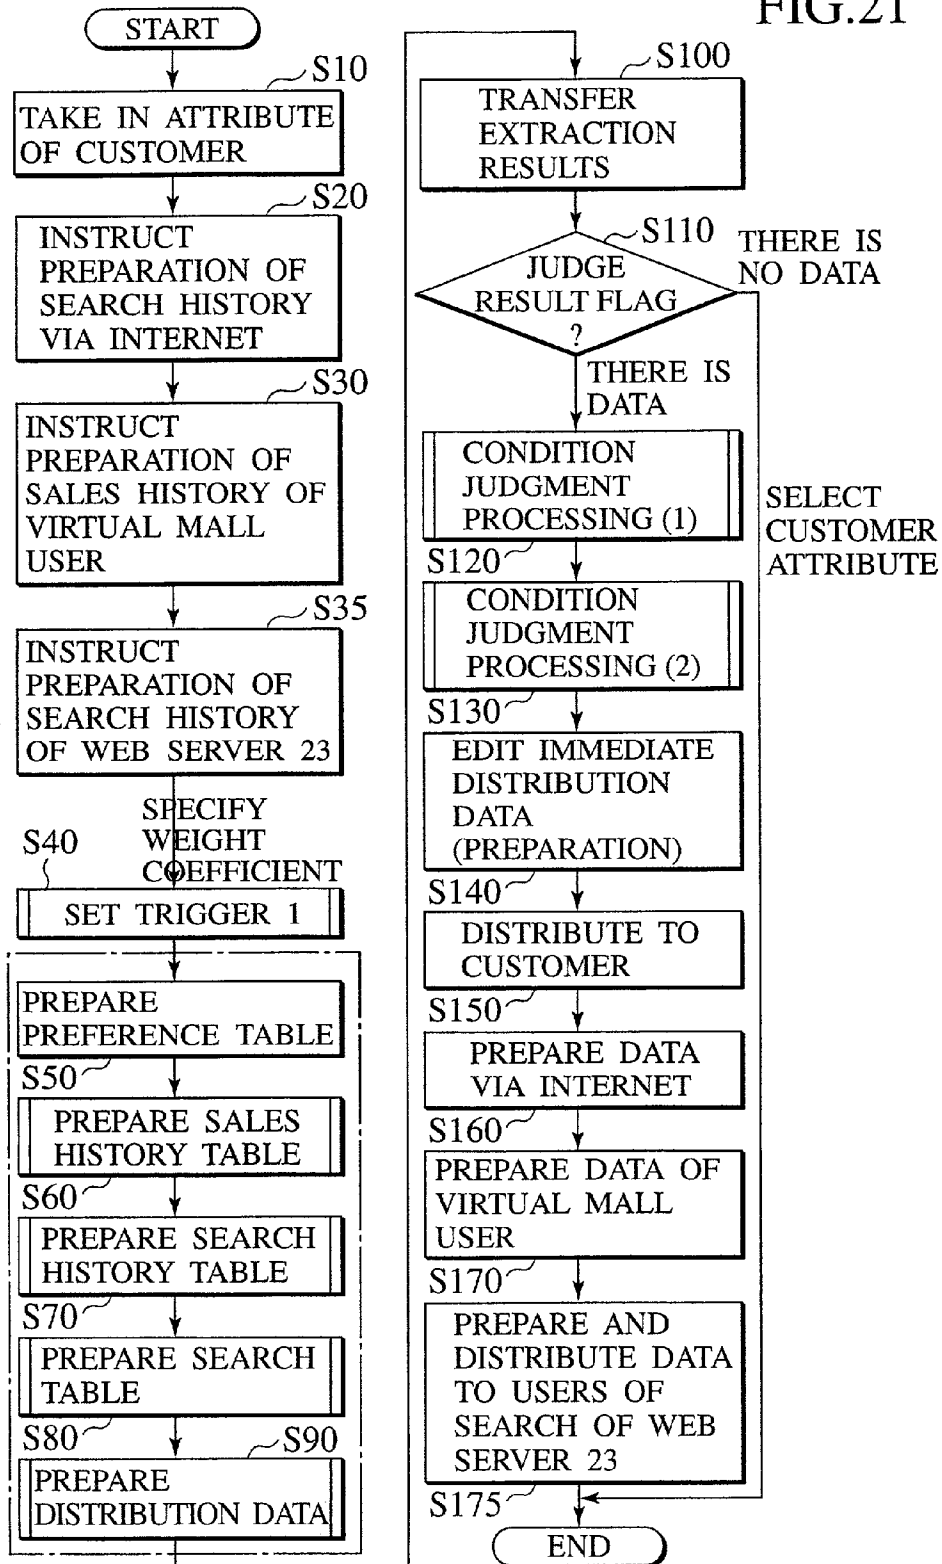 FIG.21
START
S10
TAKE IN ATTRIBUTE
OF CUSTOMER
S20
INSTRUCT
PREPARATION OF
SEARCH HISTORY
VIA INTERNET
S30
INSTRUCT
PREPARATION OF
SALES HISTORY OF
VIRTUAL MALL
USER
S35
INSTRUCT
PREPARATION OF
SEARCH HISTORY
OF WEB SERVER 23
SPECIFY
WEIGHT
COEFFICIENT
S40
SET TRIGGER 1
PREPARE
PREFERENCE TABLE
S50
PREPARE SALES
HISTORY TABLE
S60
PREPARE SEARCH
HISTORY TABLE
S70
PREPARE SEARCH
TABLE
S80
S90
PREPARE
DISTRIBUTION DATA
S100
TRANSFER
EXTRACTION
RESULTS
S110
JUDGE
RESULT FLAG
?
THERE IS
NO DATA
THERE IS
DATA
CONDITION
JUDGMENT
PROCESSING (1)
S120
SELECT
CUSTOMER
ATTRIBUTE
CONDITION
JUDGMENT
PROCESSING (2)
S130
EDIT IMMEDIATE
DISTRIBUTION
DATA
(PREPARATION)
S140
DISTRIBUTE TO
CUSTOMER
S150
PREPARE DATA
VIA INTERNET
S160
PREPARE DATA OF
VIRTUAL MALL
USER
S170
PREPARE AND
DISTRIBUTE DATA
TO USERS OF
SEARCH OF WEB
SERVER 23
S175
END